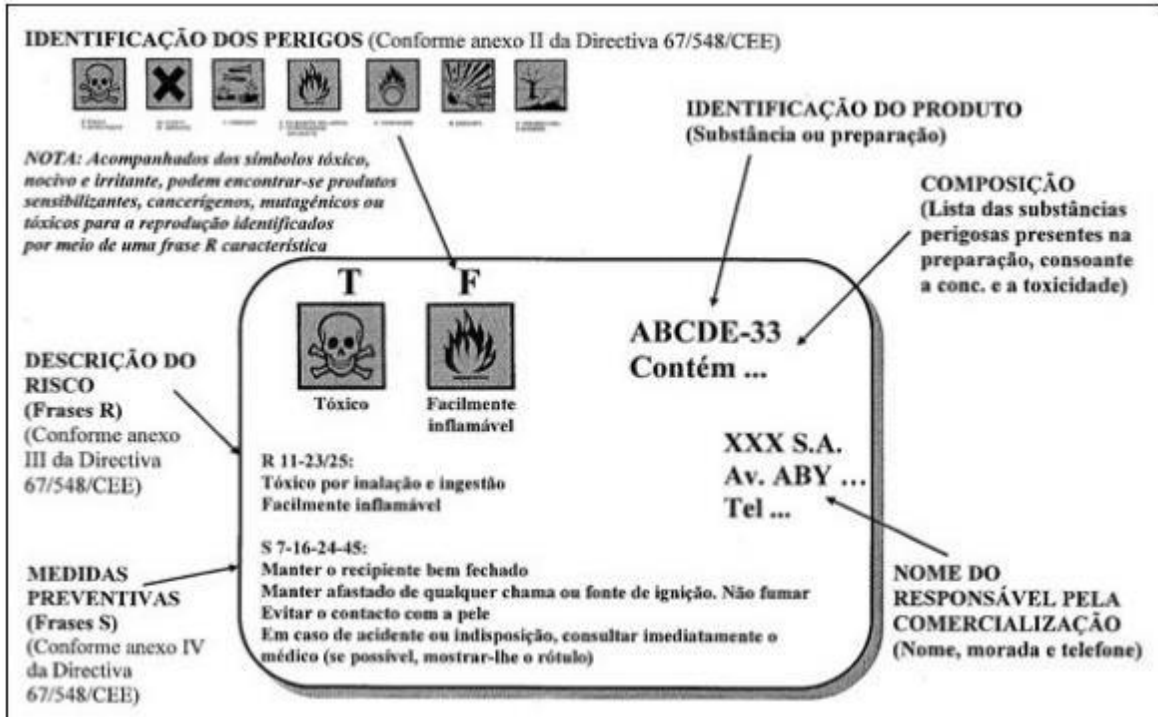 IDENTIFICAÇÃO DOS PERIGOS (Conforme anexo II da Directiva 67/548/CEE)
NOTA: Acompanhados dos símbolos tóxico,
nocivo e irritante, podem encontrar-se produtos
sensibilizantes, cancerígenos, mutagénicos ou
tóxicos para a reprodução identificados
por meio de uma frase R característica
IDENTIFICAÇÃO DO PRODUTO
(Substância ou preparação)
COMPOSIÇÃO
(Lista das substâncias
perigosas presentes na
preparação, consoante
a conc. e a toxicidade)
T
F
Tóxico
Facilmente
inflamável
ABCDE-33
Contém ...
DESCRIÇÃO DO
RISCO
(Frases R)
(Conforme anexo
III da Directiva
67/548/CEE)
R 11-23/25:
Tóxico por inalação e ingestão
Facilmente inflamável
XXX S.A.
Av. ABY ...
Tel ...
MEDIDAS
PREVENTIVAS
(Frases S)
(Conforme anexo IV
da Directiva
67/548/CEE)
S 7-16-24-45:
Manter o recipiente bem fechado
Manter afastado de qualquer chama ou fonte de ignição. Não fumar
Evitar o contacto com a pele
Em caso de acidente ou indisposição, consultar imediatamente o
médico (se possível, mostrar-lhe o rótulo)
NOME DO
RESPONSÁVEL PELA
COMERCIALIZAÇÃO
(Nome, morada e telefone)